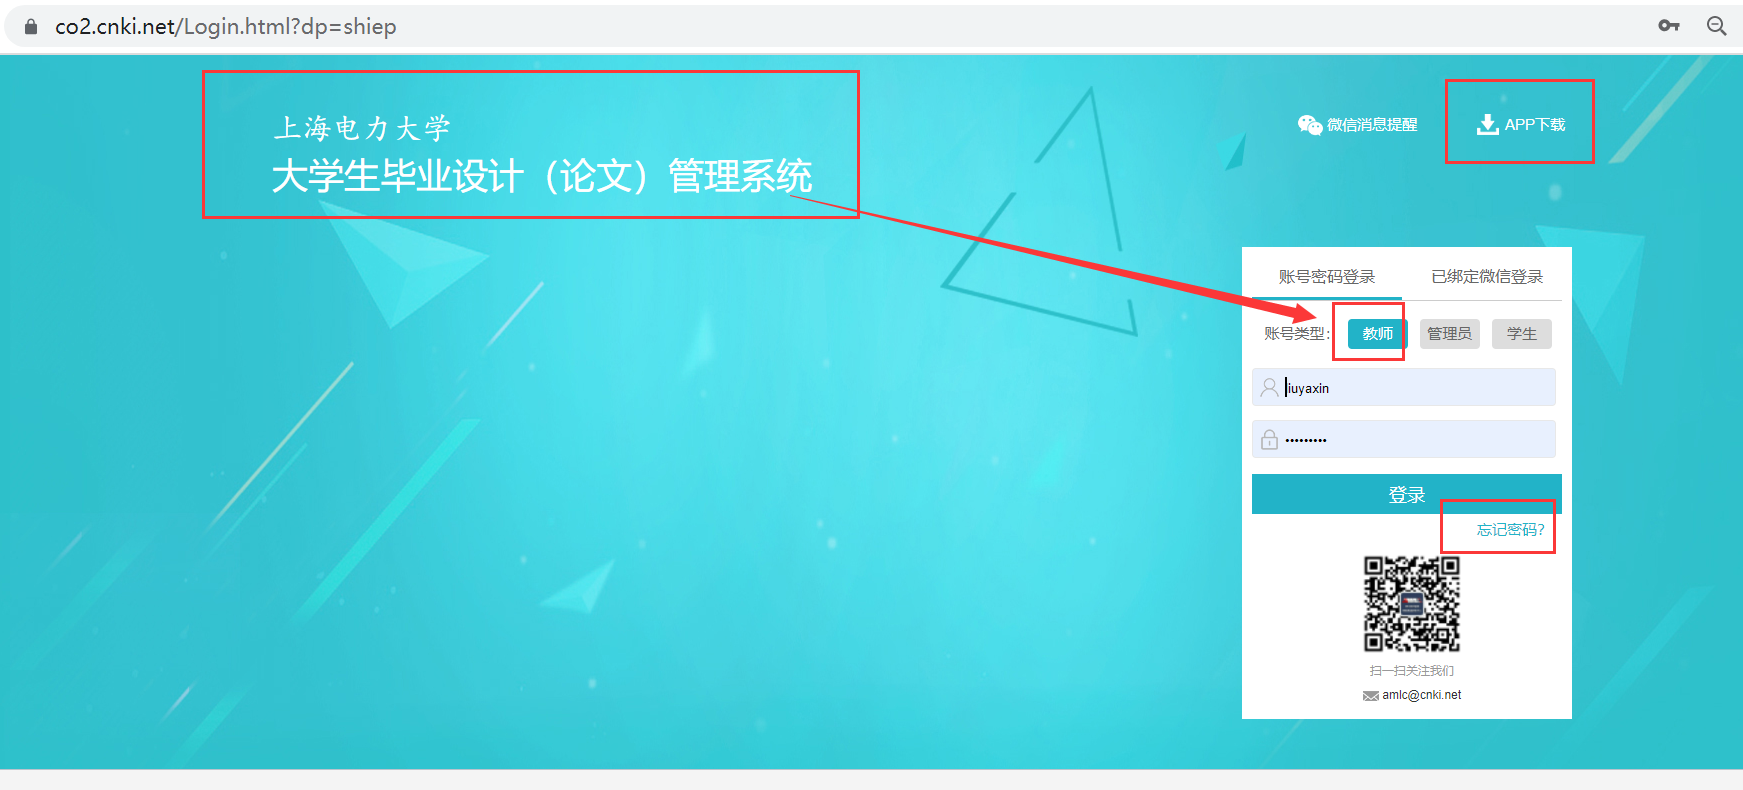 co2.cnki.net/Login.html?dp=shiep
上海电力大学
大学生毕业设计（论文）管理系统
微信消息提醒
APP下载
账号密码登录
已绑定微信登录
账号类型：
教师
管理员
学生
liuyaxin
•••••••••
登录
忘记密码?
扫一扫关注我们
amlc@cnki.net